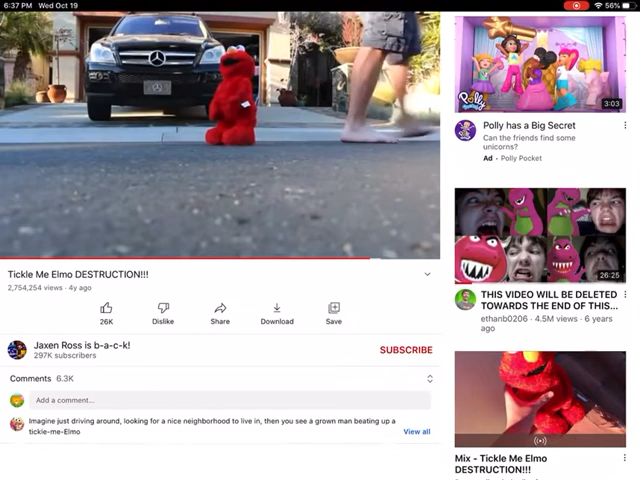 6:37 PM Wed Oct 19
56%
Tickle Me Elmo DESTRUCTION!!!
2,754,254 views · 4y ago
26K
Dislike
Share
Download
Save
Jaxen Ross is b-a-c-k!
297K subscribers
SUBSCRIBE
Comments 6.3K
Add a comment...
Imagine just driving around, looking for a nice neighborhood to live in, then you see a grown man beating up a
tickle-me-Elmo
View all
Polly
POCKET
3:03
Polly has a Big Secret
Can the friends find some
unicorns?
Ad · Polly Pocket
26:25
THIS VIDEO WILL BE DELETED
TOWARDS THE END OF THIS...
ethanb0206 · 4.5M views · 6 years
ago
Mix - Tickle Me Elmo
DESTRUCTION!!!